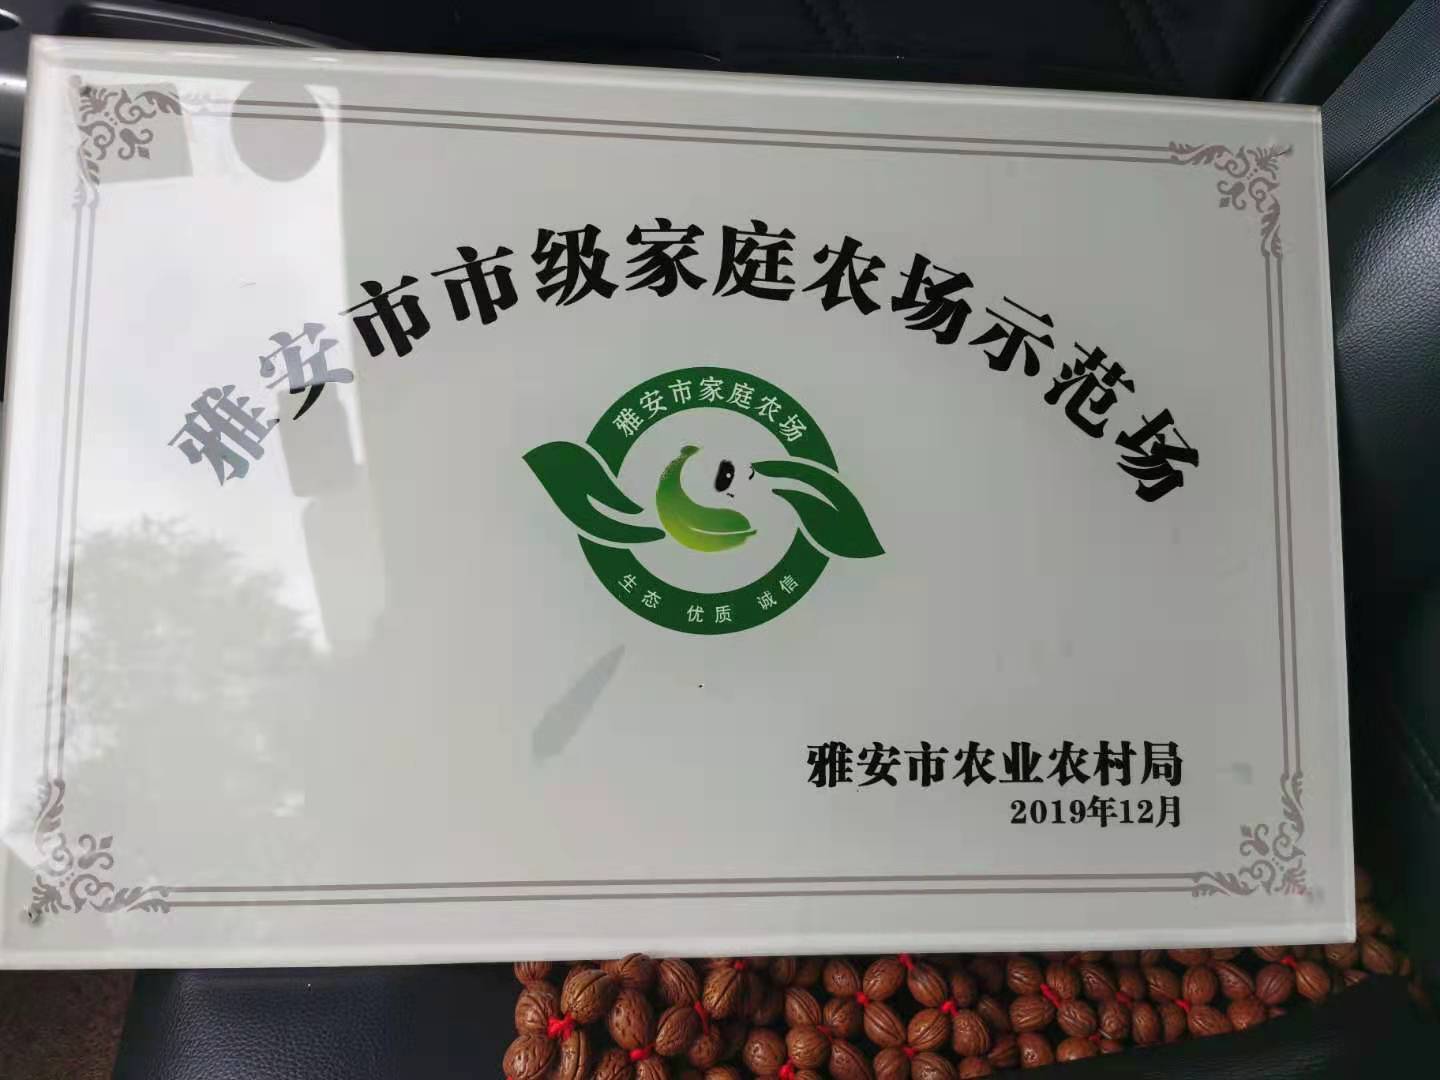 雅安市市级家庭农场示范场
雅安市家庭农场
生态 优质 诚信
雅安市农业农村局
2019年12月